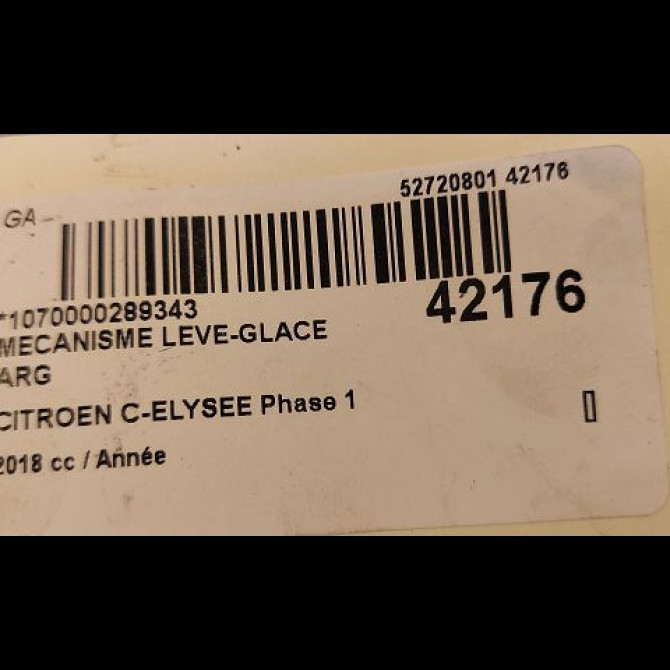 GA -
52720801 42176
*1070000289343
42176
MECANISME LEVE-GLACE
ARG
CITROEN C-ELYSEE Phase 1
2018 cc / Année